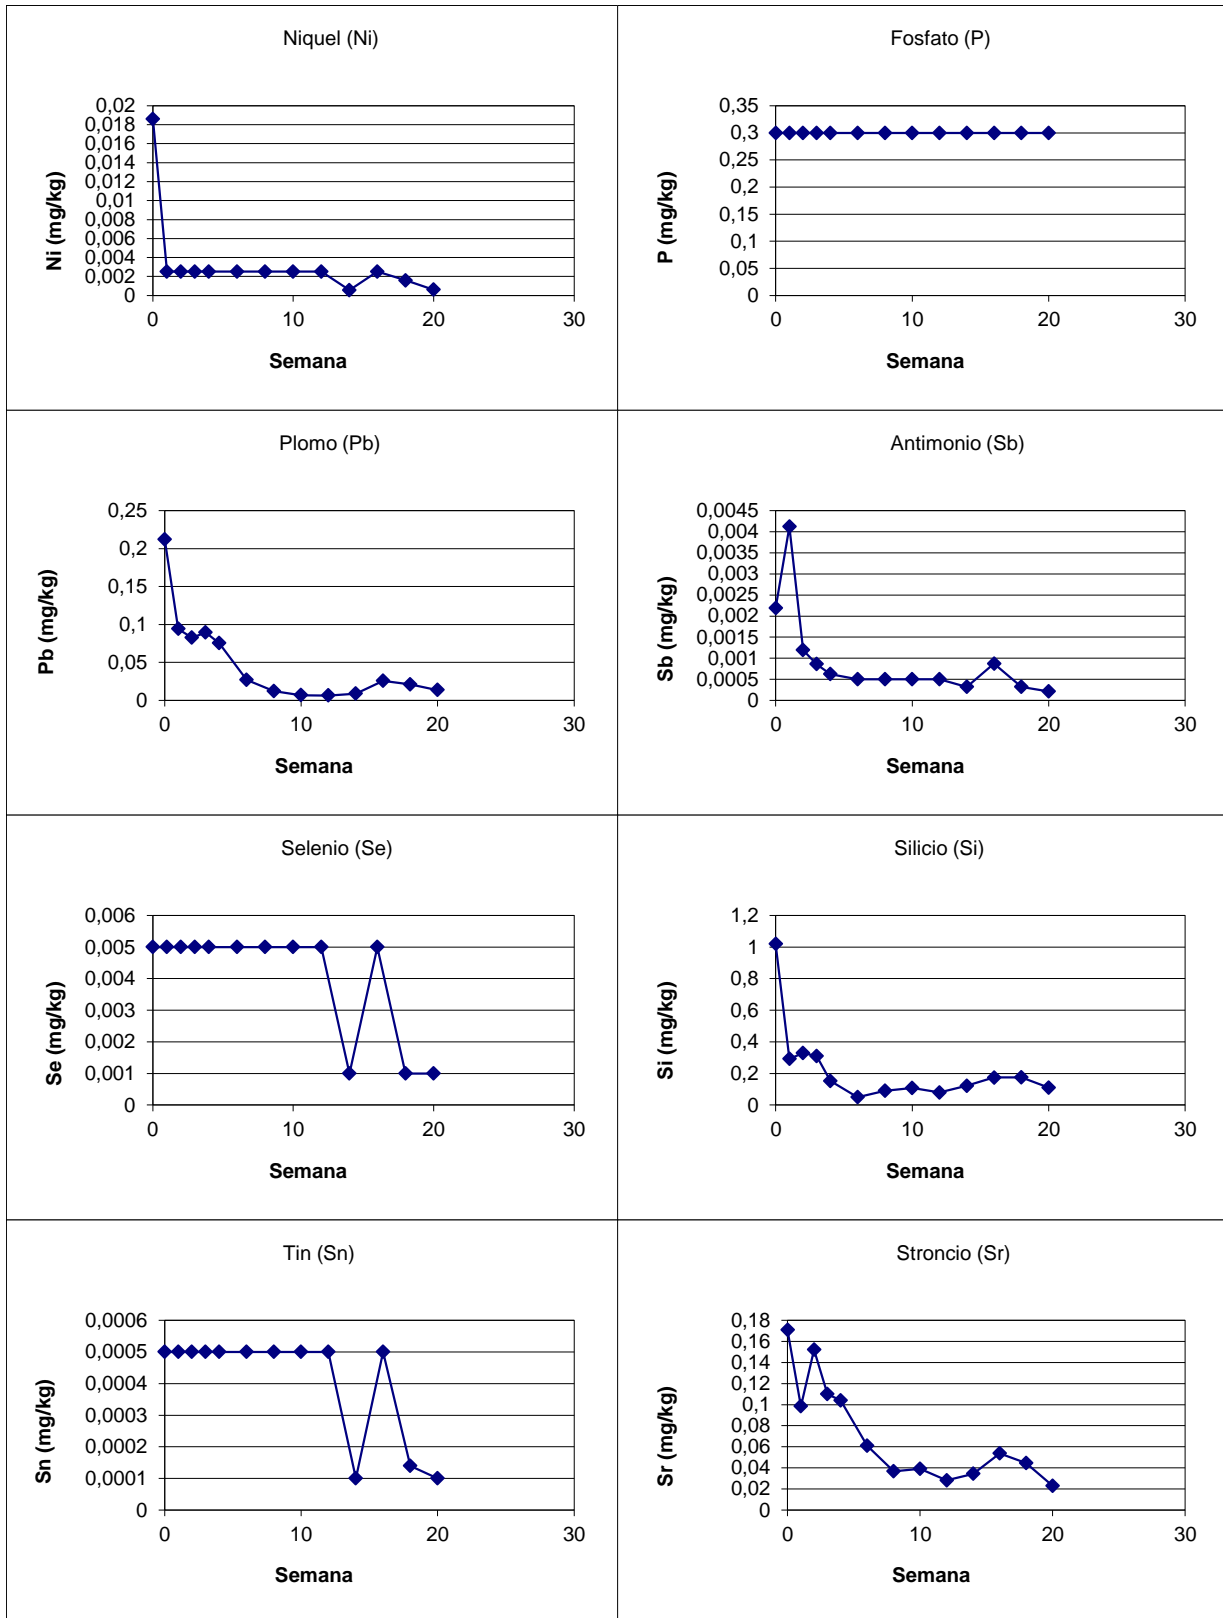 Niquel (Ni)
0,02
0,018
0,016
0,014
0,012
0,01
0,008
0,006
0,004
0,002
0
Ni (mg/kg)
0 10 20 30
Semana
Fosfato (P)
0,35
0,3
0,25
0,2
0,15
0,1
0,05
0
P (mg/kg)
0 10 20 30
Semana
Plomo (Pb)
0,25
0,2
0,15
0,1
0,05
0
Pb (mg/kg)
0 10 20 30
Semana
Antimonio (Sb)
0,0045
0,004
0,0035
0,003
0,0025
0,002
0,0015
0,001
0,0005
0
Sb (mg/kg)
0 10 20 30
Semana
Selenio (Se)
0,006
0,005
0,004
0,003
0,002
0,001
0
Se (mg/kg)
0 10 20 30
Semana
Silicio (Si)
1,2
1
0,8
0,6
0,4
0,2
0
Si (mg/kg)
0 10 20 30
Semana
Tin (Sn)
0,0006
0,0005
0,0004
0,0003
0,0002
0,0001
0
Sn (mg/kg)
0 10 20 30
Semana
Stroncio (Sr)
0,18
0,16
0,14
0,12
0,1
0,08
0,06
0,04
0,02
0
Sr (mg/kg)
0 10 20 30
Semana